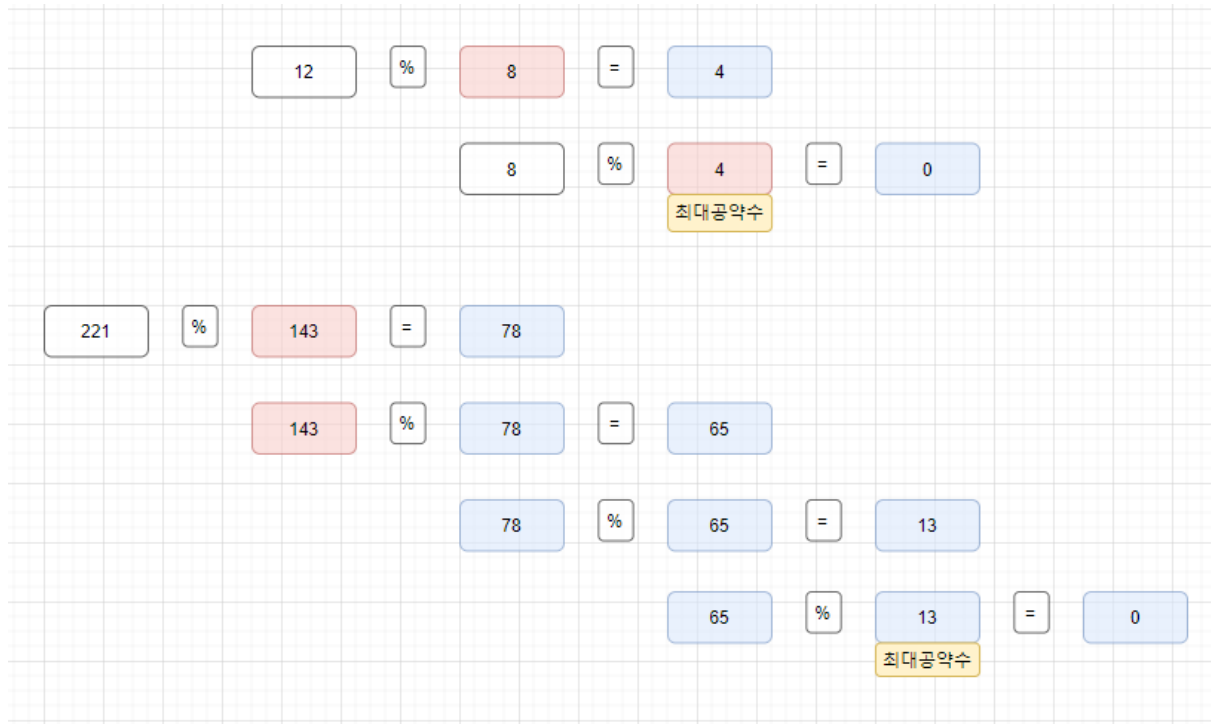 12 % 8 = 4
8 % 4 = 0
최대공약수
221 % 143 = 78
143 % 78 = 65
78 % 65 = 13
65 % 13 = 0
최대공약수